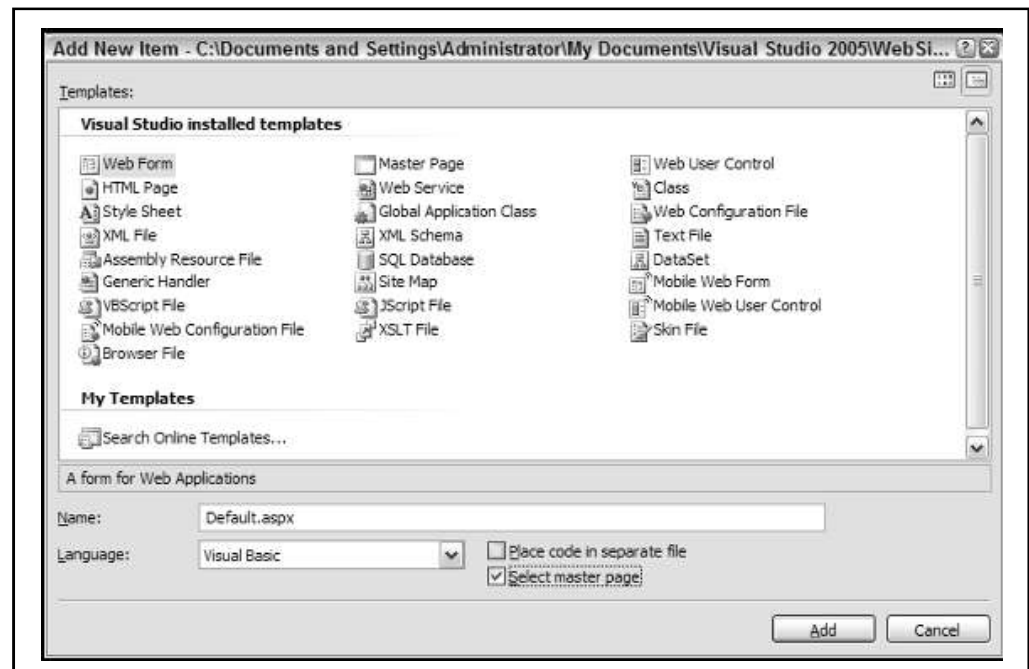 Add New Item - C:\Documents and Settings\Administrator\My Documents\Visual Studio 2005\WebSi...
Templates:
Visual Studio installed templates
Web Form
Master Page
Web User Control
HTML Page
Web Service
Class
Style Sheet
Global Application Class
Web Configuration File
XML File
XML Schema
Text File
Assembly Resource File
SQL Database
DataSet
Generic Handler
Site Map
Mobile Web Form
VBScript File
JScript File
Mobile Web User Control
Mobile Web Configuration File
XSLT File
Skin File
Browser File
My Templates
Search Online Templates...
A form for Web Applications
Name:
Default.aspx
Language:
Visual Basic
Place code in separate file
Select master page
Add
Cancel